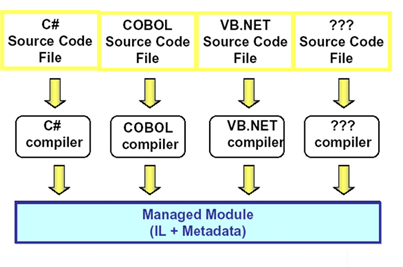 C#
Source Code
File
COBOL
Source Code
File
VB.NET
Source Code
File
???
Source Code
File
C#
compiler
COBOL
compiler
VB.NET
compiler
???
compiler
Managed Module
(IL + Metadata)